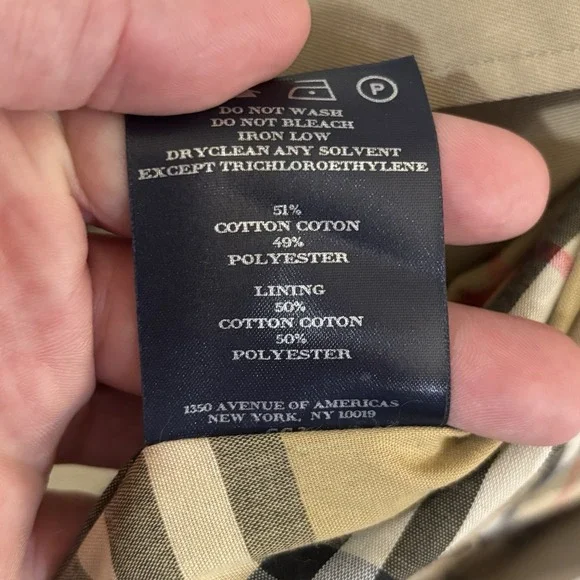 P
DO NOT WASH
DO NOT BLEACH
IRON LOW
DRYCLEAN ANY SOLVENT
EXCEPT TRICHLOROETHYLENE
51%
COTTON COTON
49%
POLYESTER
LINING
50%
COTTON COTON
50%
POLYESTER
1350 AVENUE OF AMERICAS
NEW YORK, NY 10019